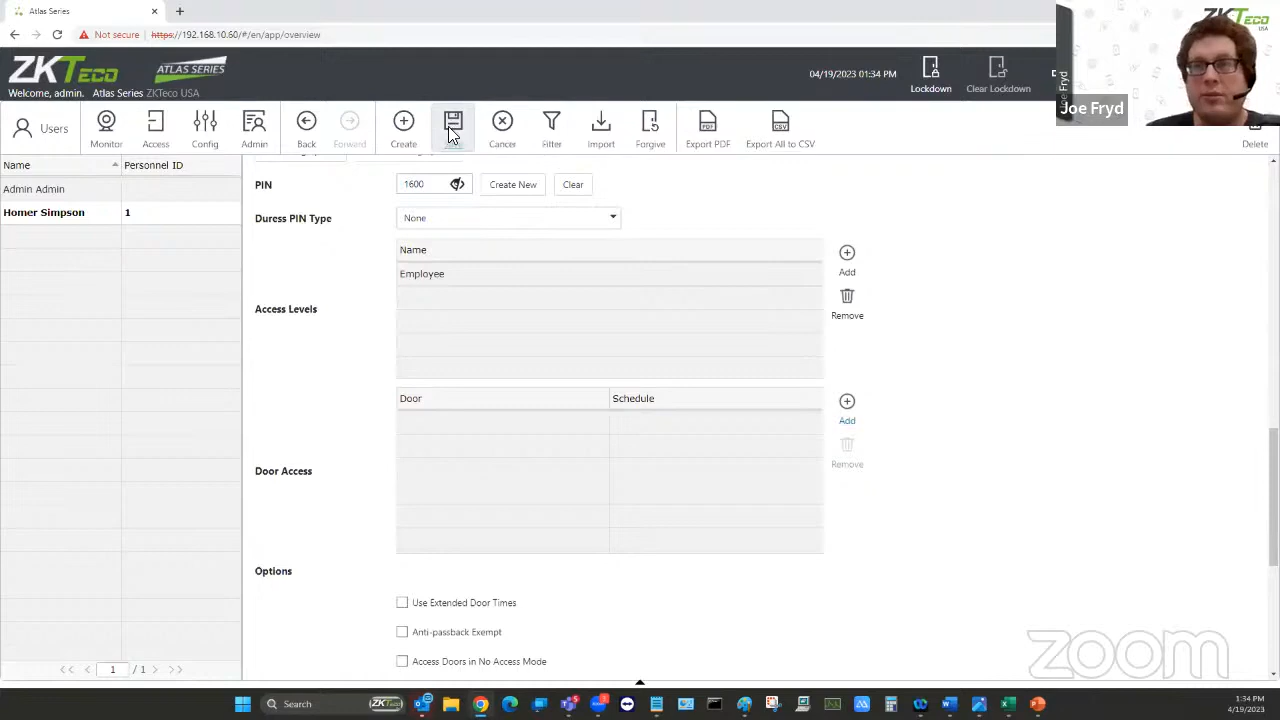 Atlas Series
Not secure
https://192.168.10.60/#/en/app/overview
ZKTeco
ATLAS SERIES
Welcome, admin.
Atlas Series ZKTeco USA
04/19/2023 01:34 PM
Lockdown
Clear Lockdown
ZKTeco
USA
Joe Fryd
Joe Fryd
Users
Monitor
Access
Config
Admin
Back
Forward
Create
Cancel
Filter
Import
Forgive
PDF
Export PDF
CSV
Export All to CSV
Delete
Name
Personnel ID
Admin Admin
Homer Simpson
1
PIN
1600
Create New
Clear
Duress PIN Type
None
Name
Employee
Access Levels
Add
Remove
Door
Schedule
Door Access
Add
Remove
Options
Use Extended Door Times
Anti-passback Exempt
Access Doors in No Access Mode
1
/ 1
zoom
Search
ZKTeco
1:34 PM
4/19/2023